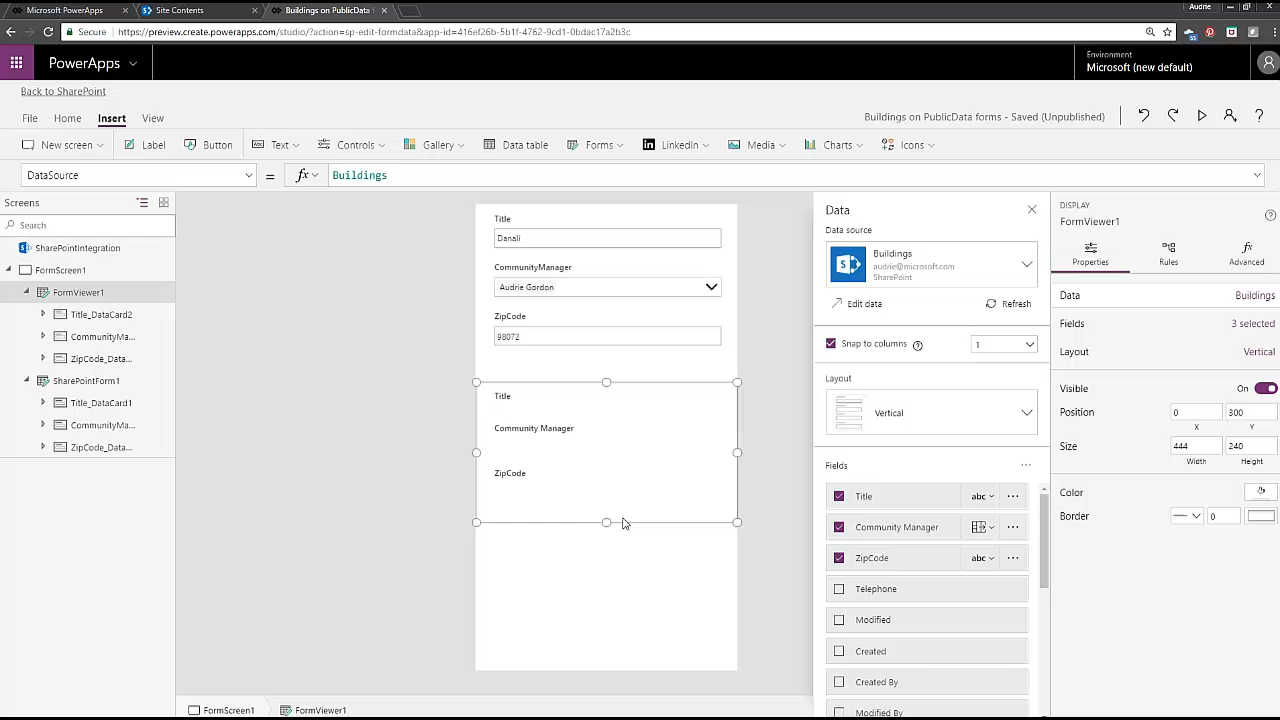 Microsoft PowerApps
Site Contents
Buildings on PublicData f
Audrie
Secure
https://preview.create.powerapps.com/studio/?action=sp-edit-formdata&app-id=416ef26b-5b1f-4762-9cd1-0bdac17a2b3c
PowerApps
Environment
Microsoft (new default)
Back to SharePoint
File
Home
Insert
View
Buildings on PublicData forms - Saved (Unpublished)
New screen
Label
Button
Text
Controls
Gallery
Data table
Forms
LinkedIn
Media
Charts
Icons
DataSource
=
fx
Buildings
Screens
Search
SharePointIntegration
FormScreen1
FormViewer1
Title_DataCard2
CommunityMa...
ZipCode_Data...
SharePointForm1
Title_DataCard1
CommunityMa...
ZipCode_Data...
Title
Danali
CommunityManager
Audrie Gordon
ZipCode
98072
Title
Community Manager
ZipCode
Data
Data source
Buildings
audrie@microsoft.com
SharePoint
Edit data
Refresh
Snap to columns
1
Layout
Vertical
Fields
Title
abc
Community Manager
ZipCode
abc
Telephone
Modified
Created
Created By
Modified By
DISPLAY
FormViewer1
Properties
Rules
Advanced
Data
Buildings
Fields
3 selected
Layout
Vertical
Visible
On
Position
0
300
X
Y
Size
444
240
Width
Height
Color
Border
0
FormScreen1
FormViewer1